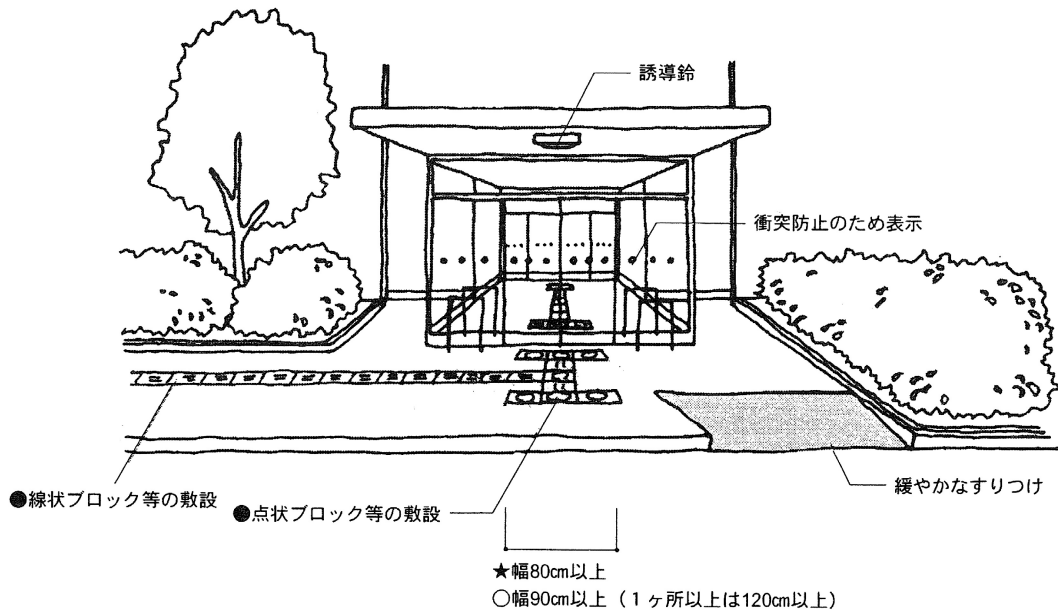 誘導鈴
衝突防止のため表示
緩やかなすりつけ
●線状ブロック等の敷設
●点状ブロック等の敷設
★幅80㎝以上
○幅90㎝以上（1ヶ所以上は120㎝以上）